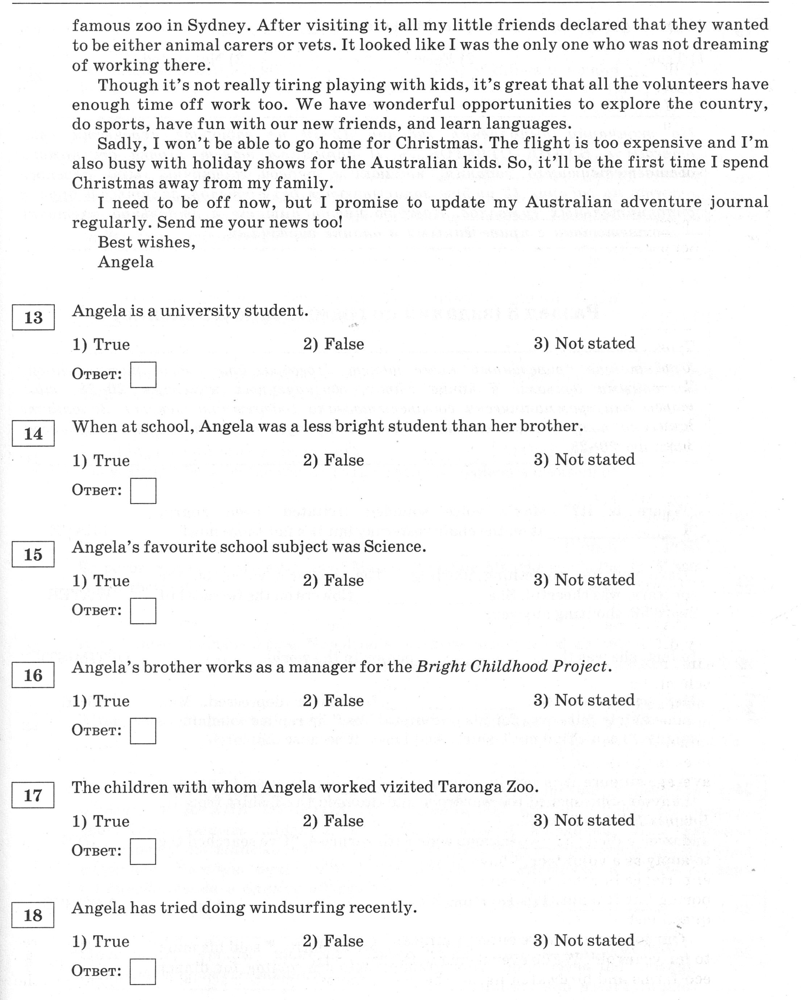 famous zoo in Sydney. After visiting it, all my little friends declared that they wanted
to be either animal carers or vets. It looked like I was the only one who was not dreaming
of working there.
Though it's not really tiring playing with kids, it's great that all the volunteers have
enough time off work too. We have wonderful opportunities to explore the country,
do sports, have fun with our new friends, and learn languages.
Sadly, I won't be able to go home for Christmas. The flight is too expensive and I'm
also busy with holiday shows for the Australian kids. So, it'll be the first time I spend
Christmas away from my family.
I need to be off now, but I promise to update my Australian adventure journal
regularly. Send me your news too!
Best wishes,
Angela
13 Angela is a university student.
1) True 2) False 3) Not stated
Ответ:
14 When at school, Angela was a less bright student than her brother.
1) True 2) False 3) Not stated
Ответ:
15 Angela's favourite school subject was Science.
1) True 2) False 3) Not stated
Ответ:
16 Angela's brother works as a manager for the Bright Childhood Project.
1) True 2) False 3) Not stated
Ответ:
17 The children with whom Angela worked vizited Taronga Zoo.
1) True 2) False 3) Not stated
Ответ:
18 Angela has tried doing windsurfing recently.
1) True 2) False 3) Not stated
Ответ: